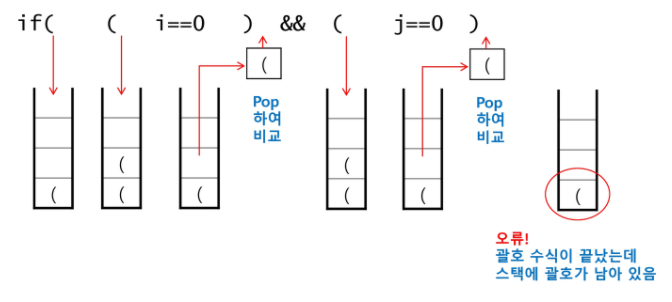 if( ( i==0 ) && ( j==0 )
( (
Pop
하여
비교
Pop
하여
비교
( (
( ( ( ( ( (
오류!
괄호 수식이 끝났는데
스택에 괄호가 남아 있음